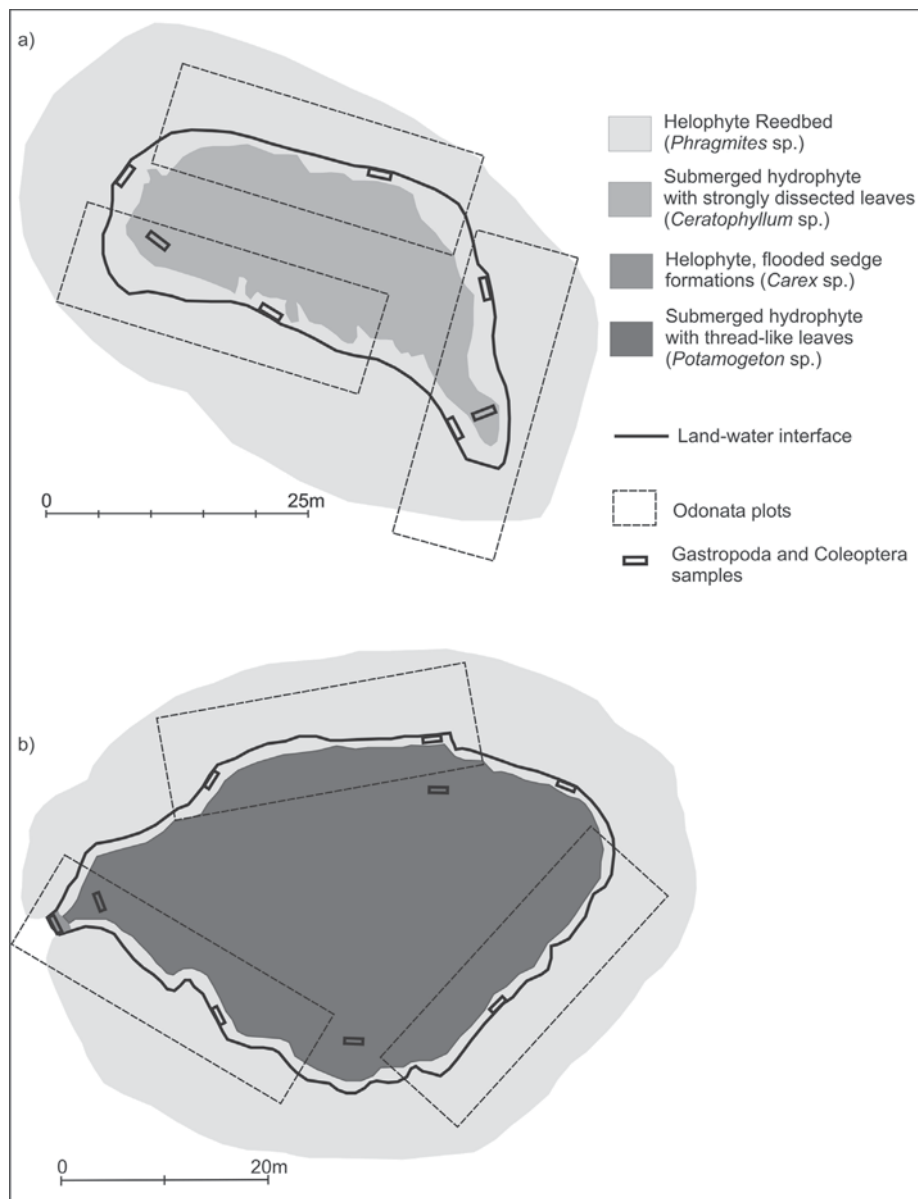 a)
Helophyte Reedbed
(Phragmites sp.)
Submerged hydrophyte
with strongly dissected leaves
(Ceratophyllum sp.)
Helophyte, flooded sedge
formations (Carex sp.)
Submerged hydrophyte
with thread-like leaves
(Potamogeton sp.)
Land-water interface
Odonata plots
Gastropoda and Coleoptera
samples
0 25m
b)
0 20m